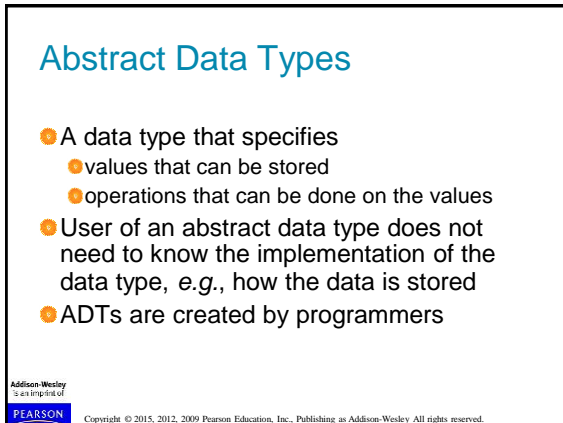 Abstract Data Types
A data type that specifies
values that can be stored
operations that can be done on the values
User of an abstract data type does not
need to know the implementation of the
data type, e.g., how the data is stored
ADTs are created by programmers
Addison-Wesley
is an imprint of
PEARSON
Copyright © 2015, 2012, 2009 Pearson Education, Inc., Publishing as Addison-Wesley All rights reserved.